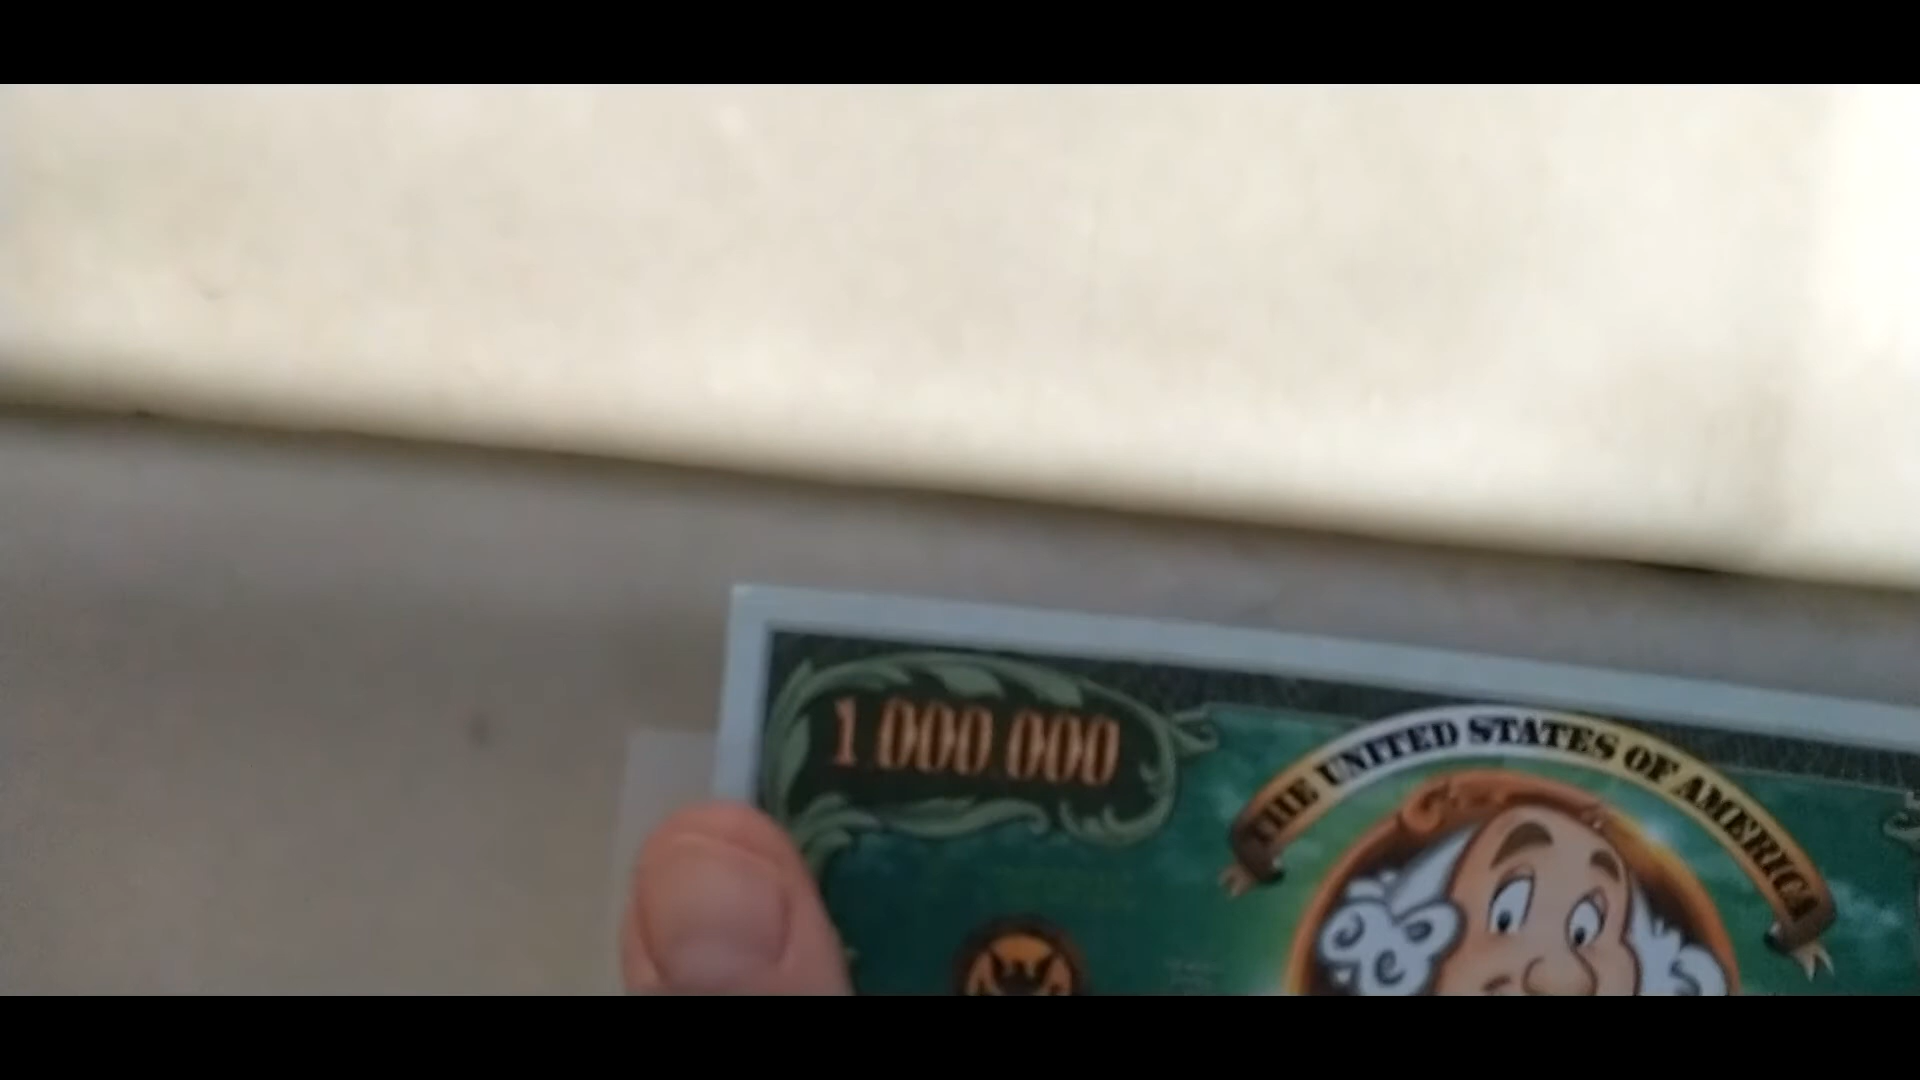 1 000 000
THE UNITED STATES OF AMERICA